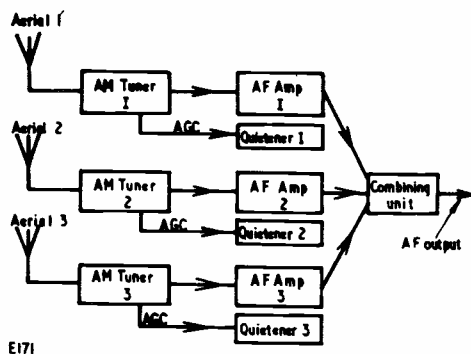 Aerial 1
AM Tuner
1
AF Amp
1
AGC
Quietener 1
Aerial 2
AM Tuner
2
AF Amp
2
Combining
unit
AGC
Quietener 2
AF output
Aerial 3
AM Tuner
3
AF Amp
3
AGC
Quietener 3
E171